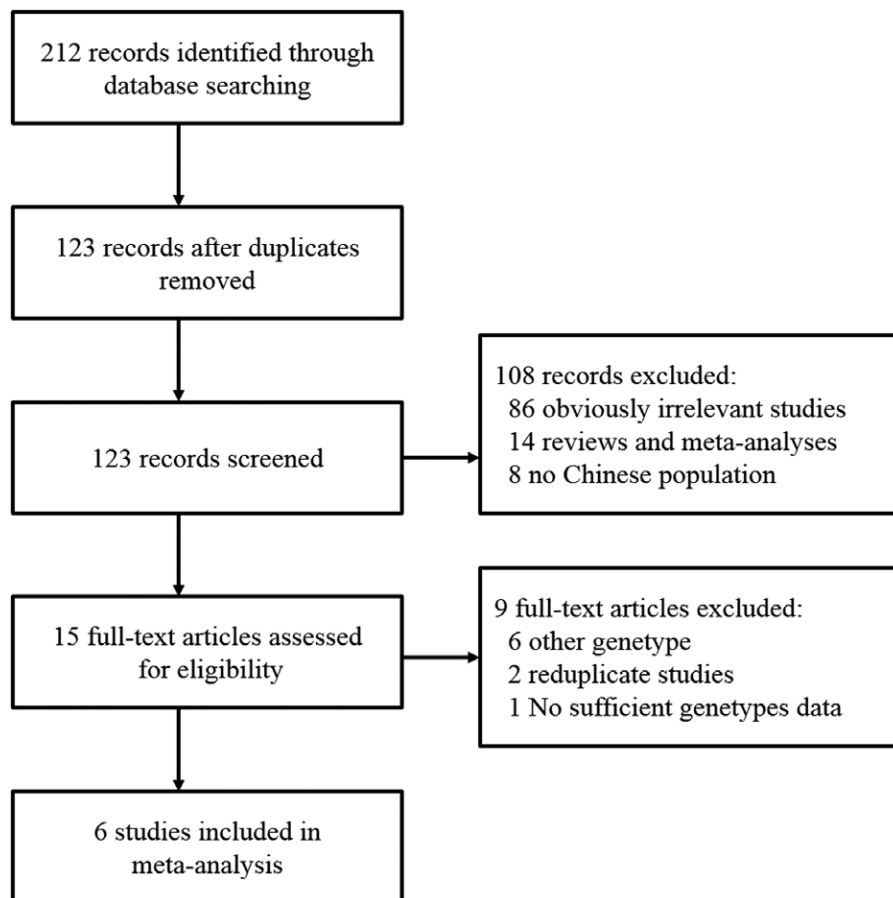 212 records identified through
database searching
123 records after duplicates
removed
123 records screened
108 records excluded:
86 obviously irrelevant studies
14 reviews and meta-analyses
8 no Chinese population
15 full-text articles assessed
for eligibility
9 full-text articles excluded:
6 other genetype
2 reduplicate studies
1 No sufficient genetypes data
6 studies included in
meta-analysis